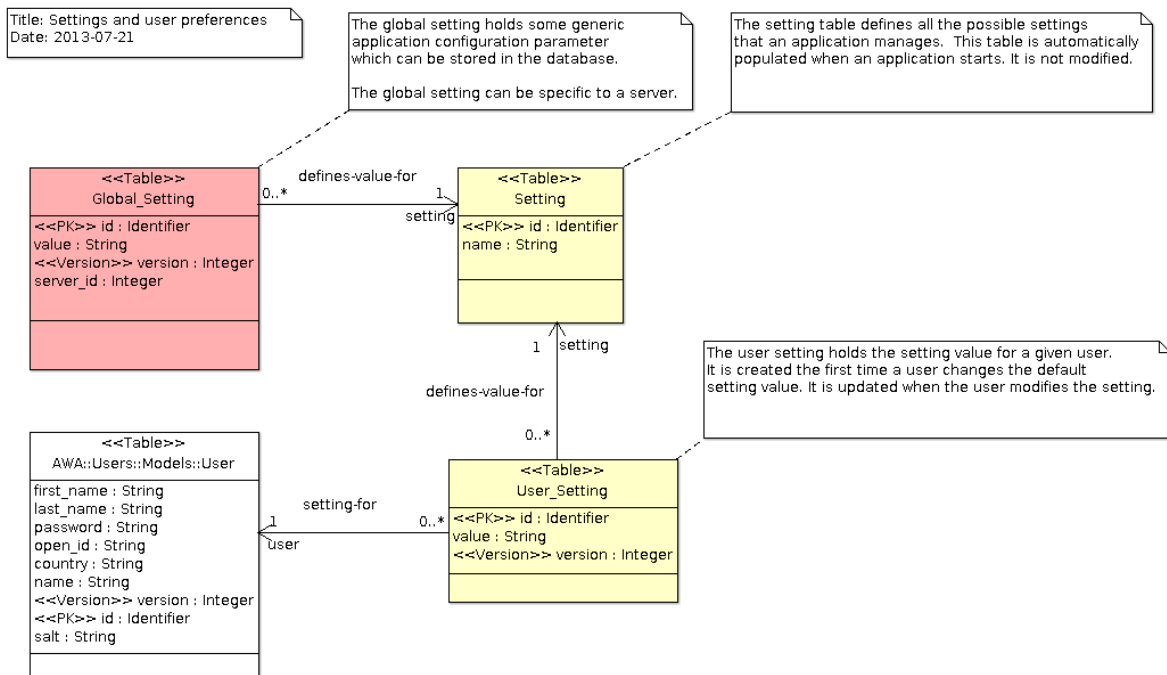 Title: Settings and user preferences
Date: 2013-07-21
The global setting holds some generic
application configuration parameter
which can be stored in the database.
The global setting can be specific to a server.
The setting table defines all the possible settings
that an application manages.  This table is automatically
populated when an application starts. It is not modified.
<<Table>>
Global_Setting
<<PK>> id : Identifier
value : String
<<Version>> version : Integer
server_id : Integer
defines-value-for
0..*
1
setting
<<Table>>
Setting
<<PK>> id : Identifier
name : String
1
setting
defines-value-for
0..*
The user setting holds the setting value for a given user.
It is created the first time a user changes the default
setting value. It is updated when the user modifies the setting.
<<Table>>
AWA::Users::Models::User
first_name : String
last_name : String
password : String
open_id : String
country : String
name : String
<<Version>> version : Integer
<<PK>> id : Identifier
salt : String
setting-for
1
0..*
user
<<Table>>
User_Setting
<<PK>> id : Identifier
value : String
<<Version>> version : Integer